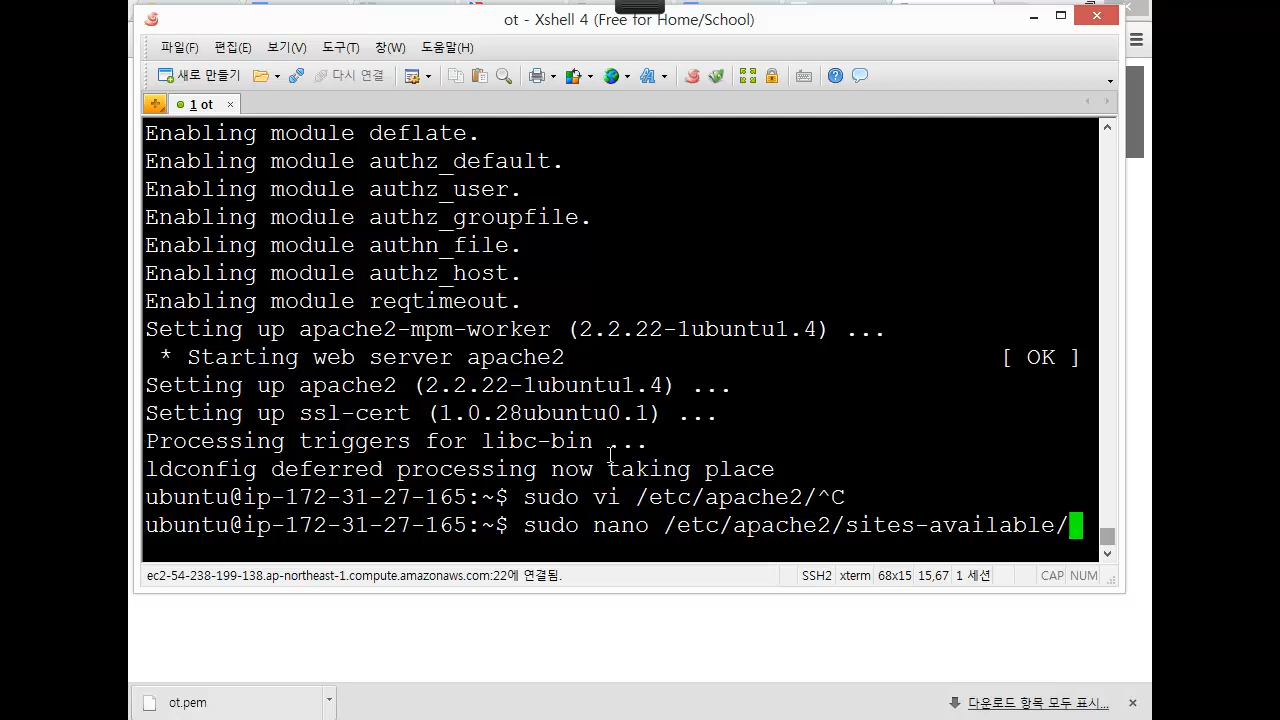 ot - Xshell 4 (Free for Home/School)
파일(F) 편집(E) 보기(V) 도구(T) 창(W) 도움말(H)
새로 만들기 다시 연결
1 ot
Enabling module deflate.
Enabling module authz_default.
Enabling module authz_user.
Enabling module authz_groupfile.
Enabling module authn_file.
Enabling module authz_host.
Enabling module reqtimeout.
Setting up apache2-mpm-worker (2.2.22-1ubuntu1.4) ...
 * Starting web server apache2 [ OK ]
Setting up apache2 (2.2.22-1ubuntu1.4) ...
Setting up ssl-cert (1.0.28ubuntu0.1) ...
Processing triggers for libc-bin ...
ldconfig deferred processing now taking place
ubuntu@ip-172-31-27-165:~$ sudo vi /etc/apache2/^C
ubuntu@ip-172-31-27-165:~$ sudo nano /etc/apache2/sites-available/
ec2-54-238-199-138.ap-northeast-1.compute.amazonaws.com:22에 연결됨. SSH2 xterm 68x15 15,67 1 세션 CAP NUM
ot.pem 다운로드 항목 모두 표시...